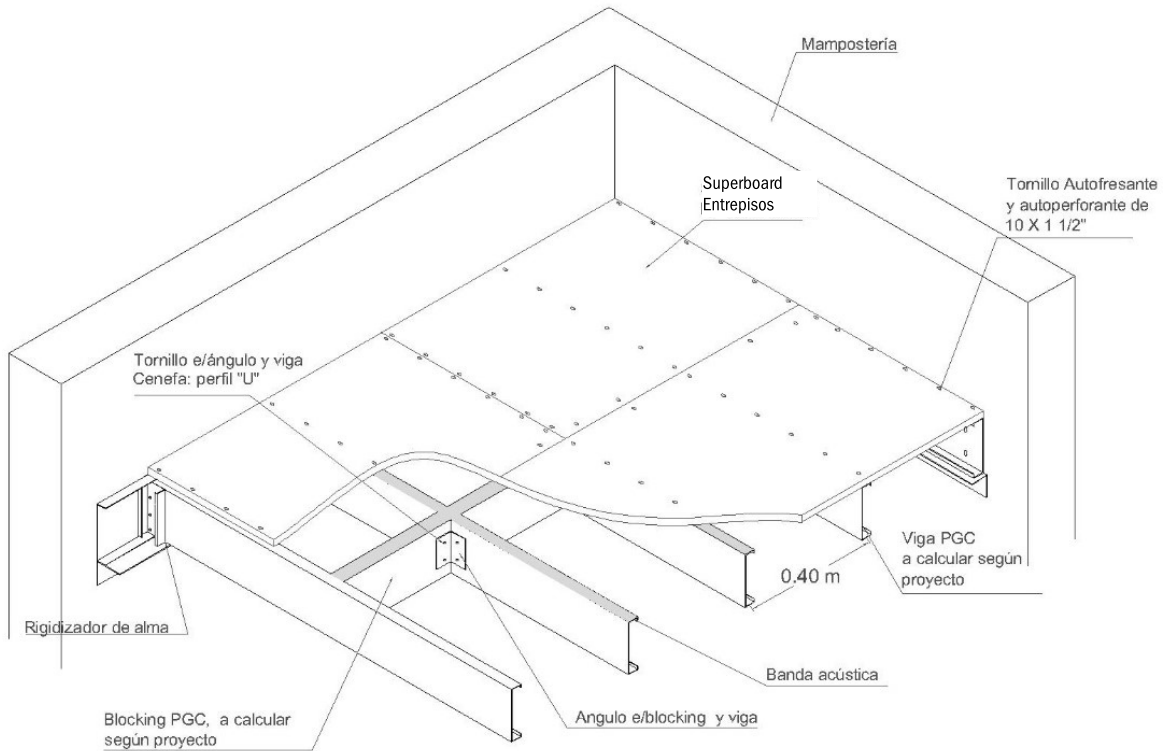 Mampostería
Superboard
Entrepisos
Tornillo Autofresante
y autoperforante de
10 X 1 1/2"
Tornillo e/ángulo y viga
Cenefa: perfil "U"
Viga PGC
a calcular según
proyecto
0.40 m
Rigidizador de alma
Banda acústica
Blocking PGC, a calcular
según proyecto
Angulo e/blocking y viga